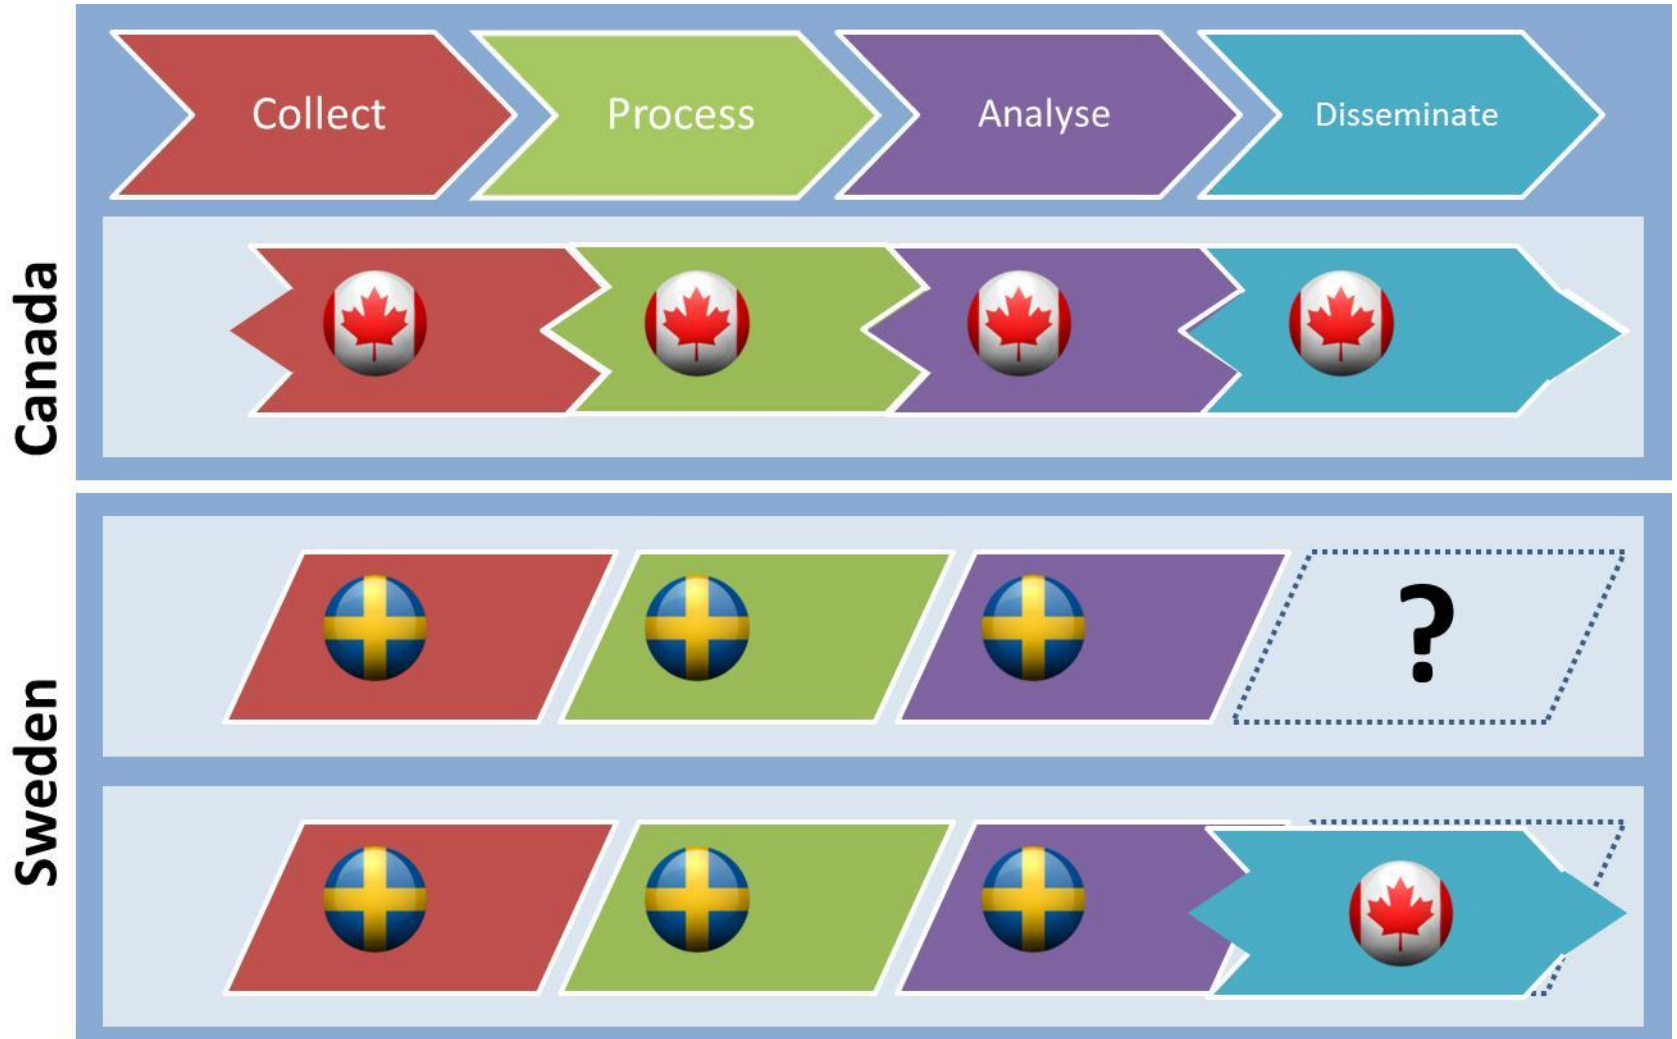 Collect
Process
Analyse
Disseminate
Canada
Sweden
?